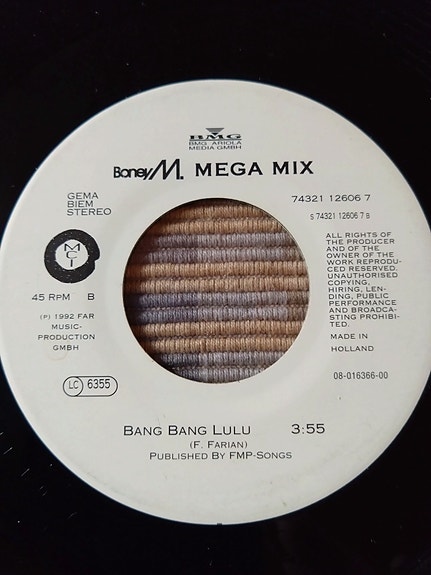 BMG
BMG ARIOLA
MEDIA GMBH
Boney M. MEGA MIX
GEMA
BIEM
STEREO
74321 12606 7
S 74321 12606 7 B
MCI
45 RPM B
(P) 1992 FAR
MUSIC-
PRODUCTION
GMBH
LC 6355
ALL RIGHTS OF
THE PRODUCER
AND OF THE
OWNER OF THE
WORK REPRODU-
CED RESERVED.
UNAUTHORISED
COPYING,
HIRING, LEN-
DING, PUBLIC
PERFORMANCE
AND BROADCA-
STING PROHIBI-
TED.
MADE IN
HOLLAND
08-016366-00
BANG BANG LULU 3:55
(F. FARIAN)
PUBLISHED BY FMP-SONGS